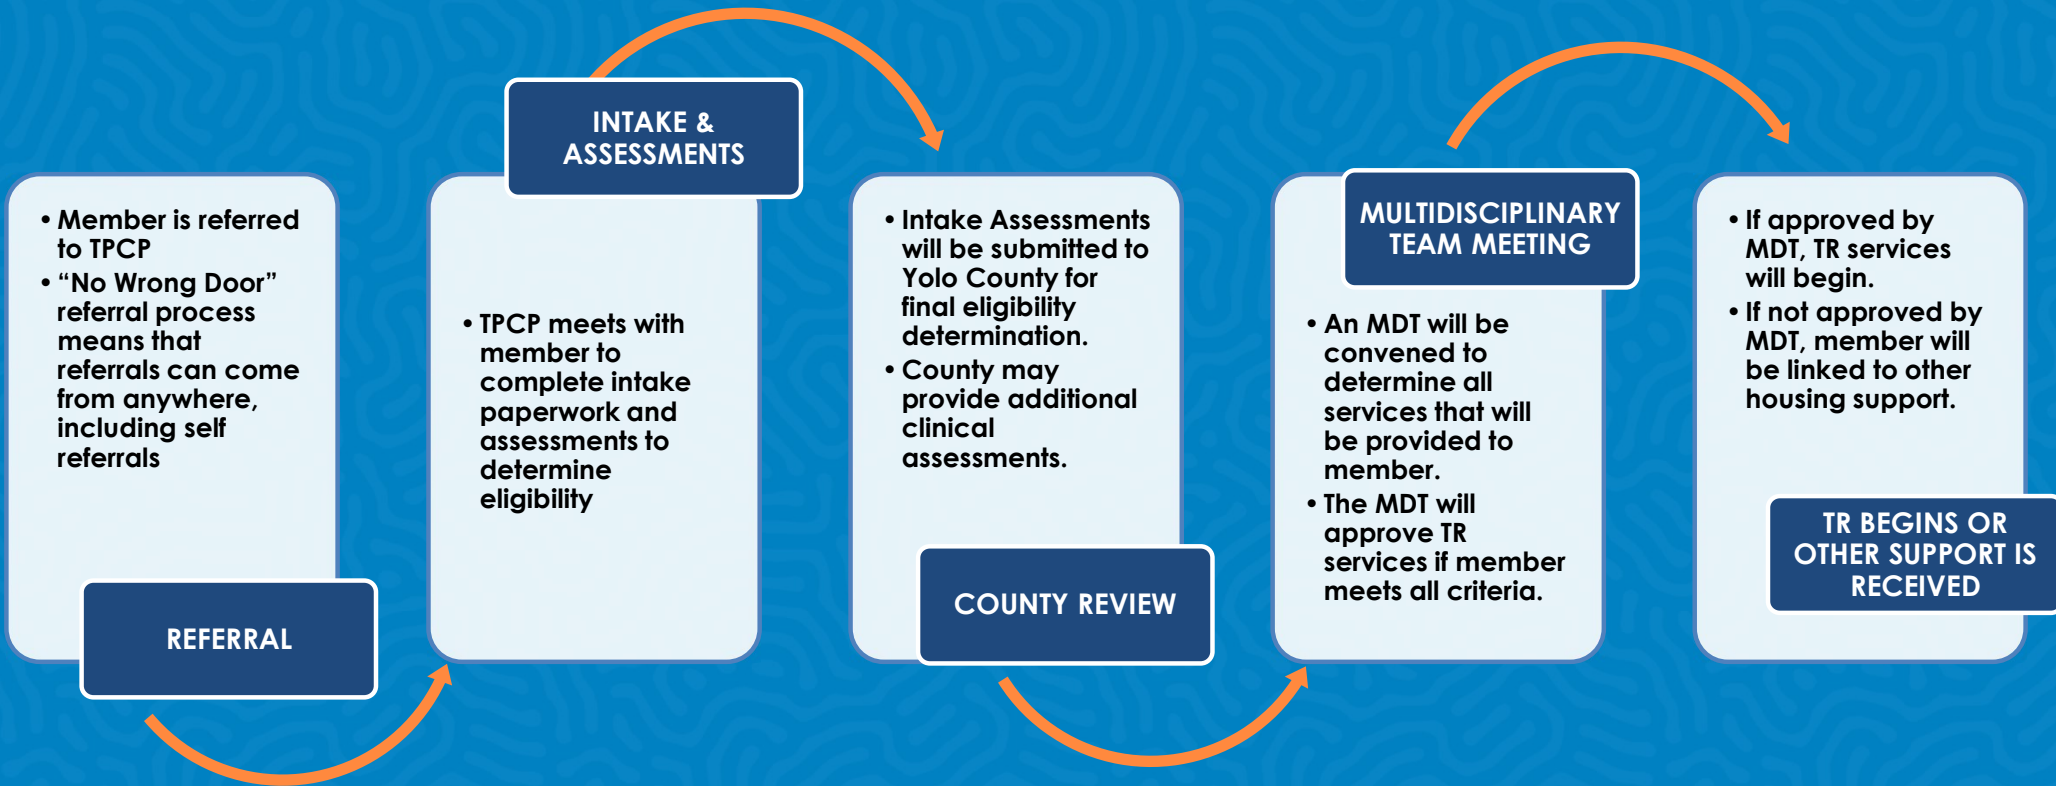 • Member is referred
to TPCP
• “No Wrong Door”
referral process
means that
referrals can come
from anywhere,
including self
referrals
REFERRAL
INTAKE &
ASSESSMENTS
• TPCP meets with
member to
complete intake
paperwork and
assessments to
determine
eligibility
• Intake Assessments
will be submitted to
Yolo County for
final eligibility
determination.
• County may
provide additional
clinical
assessments.
COUNTY REVIEW
MULTIDISCIPLINARY
TEAM MEETING
• An MDT will be
convened to
determine all
services that will
be provided to
member.
• The MDT will
approve TR
services if member
meets all criteria.
• If approved by
MDT, TR services
will begin.
• If not approved by
MDT, member will
be linked to other
housing support.
TR BEGINS OR
OTHER SUPPORT IS
RECEIVED